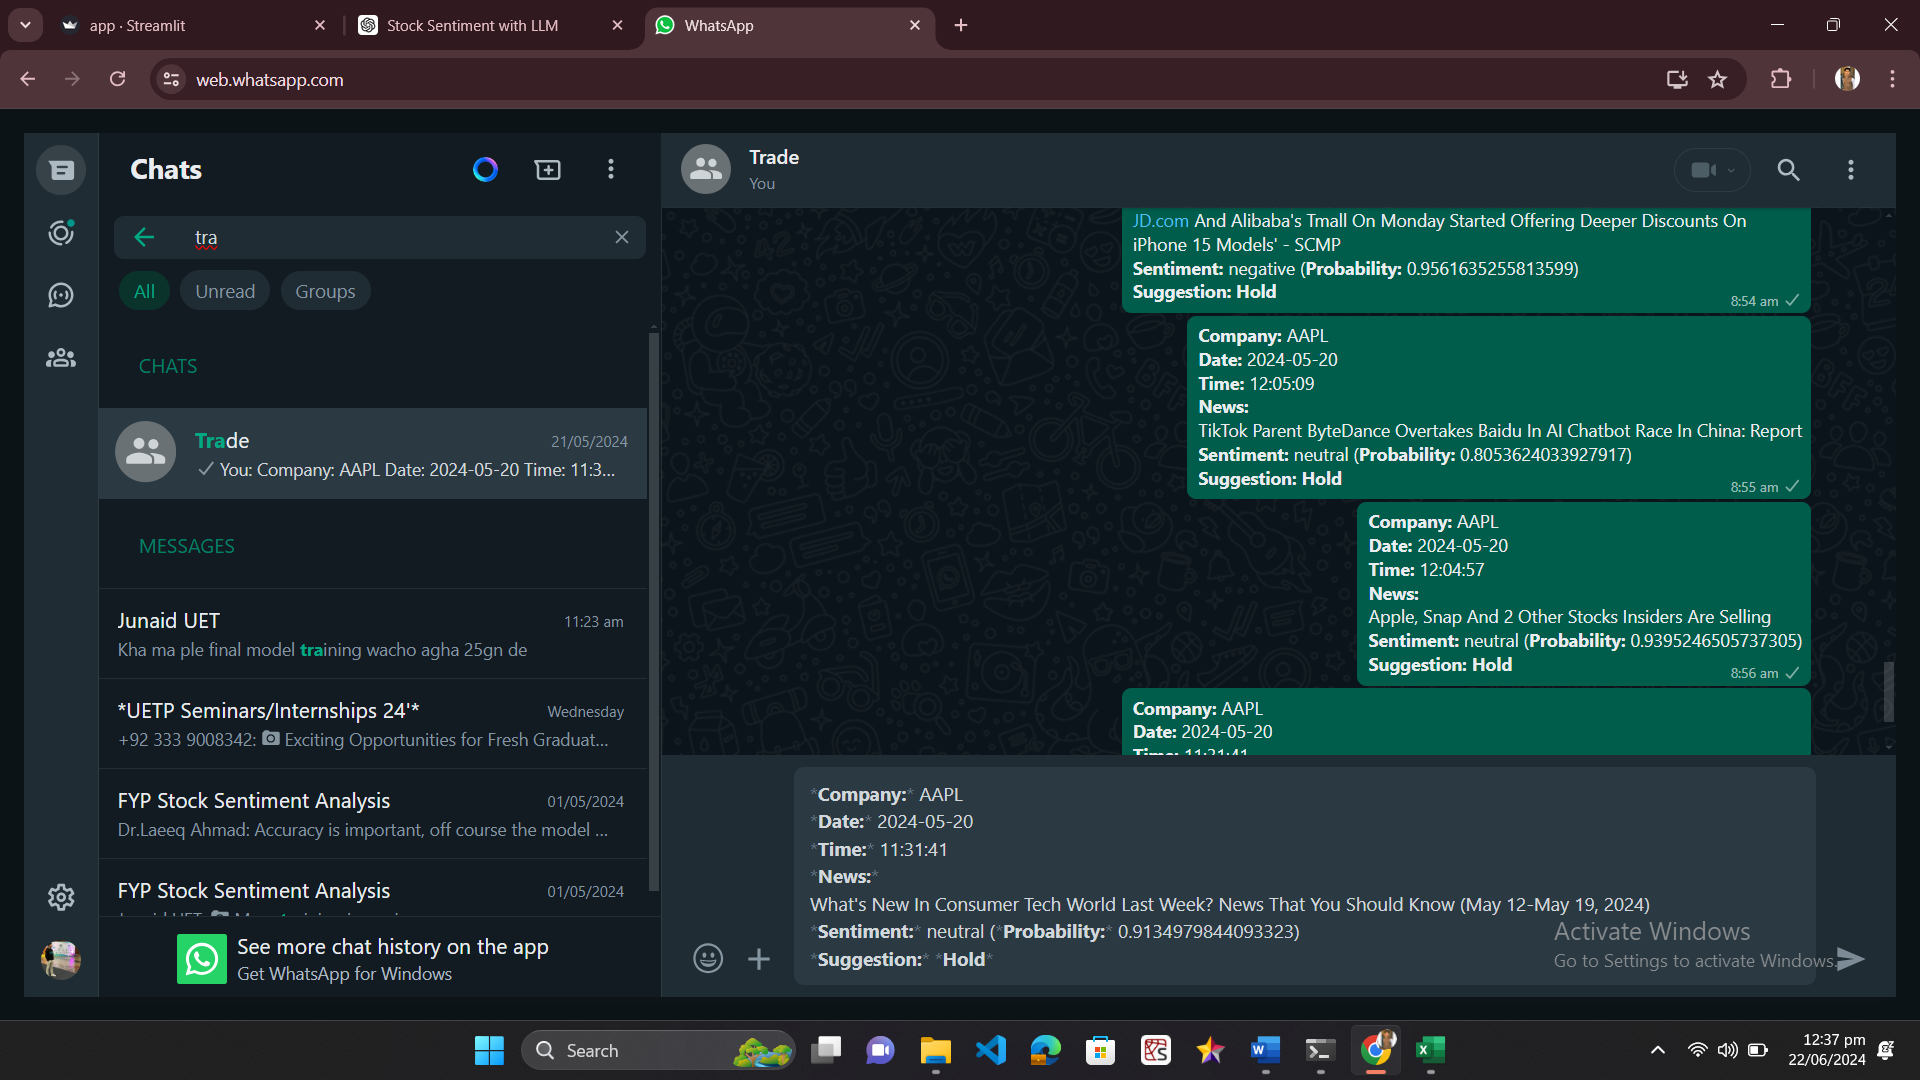 app · Streamlit
Stock Sentiment with LLM
WhatsApp
web.whatsapp.com
Chats
tra
All
Unread
Groups
CHATS
Trade
21/05/2024
You: Company: AAPL Date: 2024-05-20 Time: 11:3...
MESSAGES
Junaid UET
11:23 am
Kha ma ple final model training wacho agha 25gn de
*UETP Seminars/Internships 24'*
Wednesday
+92 333 9008342: Exciting Opportunities for Fresh Graduat...
FYP Stock Sentiment Analysis
01/05/2024
Dr.Laeeq Ahmad: Accuracy is important, off course the model ...
FYP Stock Sentiment Analysis
01/05/2024
See more chat history on the app
Get WhatsApp for Windows
Trade
You
JD.com And Alibaba's Tmall On Monday Started Offering Deeper Discounts On
iPhone 15 Models' - SCMP
Sentiment: negative (Probability: 0.9561635255813599)
Suggestion: Hold
8:54 am
Company: AAPL
Date: 2024-05-20
Time: 12:05:09
News:
TikTok Parent ByteDance Overtakes Baidu In AI Chatbot Race In China: Report
Sentiment: neutral (Probability: 0.8053624033927917)
Suggestion: Hold
8:55 am
Company: AAPL
Date: 2024-05-20
Time: 12:04:57
News:
Apple, Snap And 2 Other Stocks Insiders Are Selling
Sentiment: neutral (Probability: 0.9395246505737305)
Suggestion: Hold
8:56 am
Company: AAPL
Date: 2024-05-20
Time: 11:31:41
*Company:* AAPL
*Date:* 2024-05-20
*Time:* 11:31:41
*News:*
What's New In Consumer Tech World Last Week? News That You Should Know (May 12-May 19, 2024)
*Sentiment:* neutral (*Probability:* 0.9134979844093323)
*Suggestion:* *Hold*
Activate Windows
Go to Settings to activate Windows.
Search
12:37 pm
22/06/2024